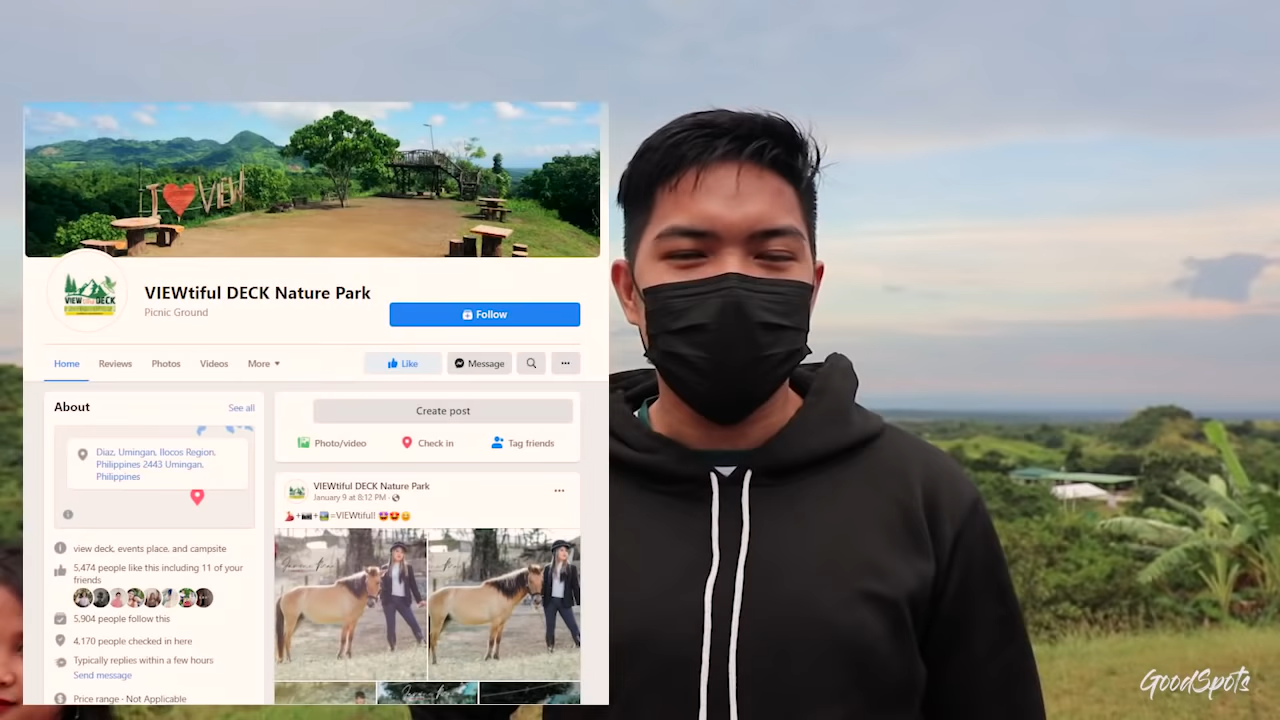 I VIEW
VIEWtiful DECK
VIEWtiful DECK Nature Park
Picnic Ground
Follow
Home Reviews Photos Videos More
Like Message
About See all
Diaz, Umingan, Ilocos Region,
Philippines 2443 Umingan,
Philippines
view deck, events place, and campsite
5,474 people like this including 11 of your
friends
5,904 people follow this
4,170 people checked in here
Typically replies within a few hours
Send message
Price range · Not Applicable
Create post
Photo/video Check in Tag friends
VIEWtiful DECK Nature Park
January 9 at 8:12 PM ·
💃+📷+🏞=VIEWtiful! 🤩😍😊
GoodSpots